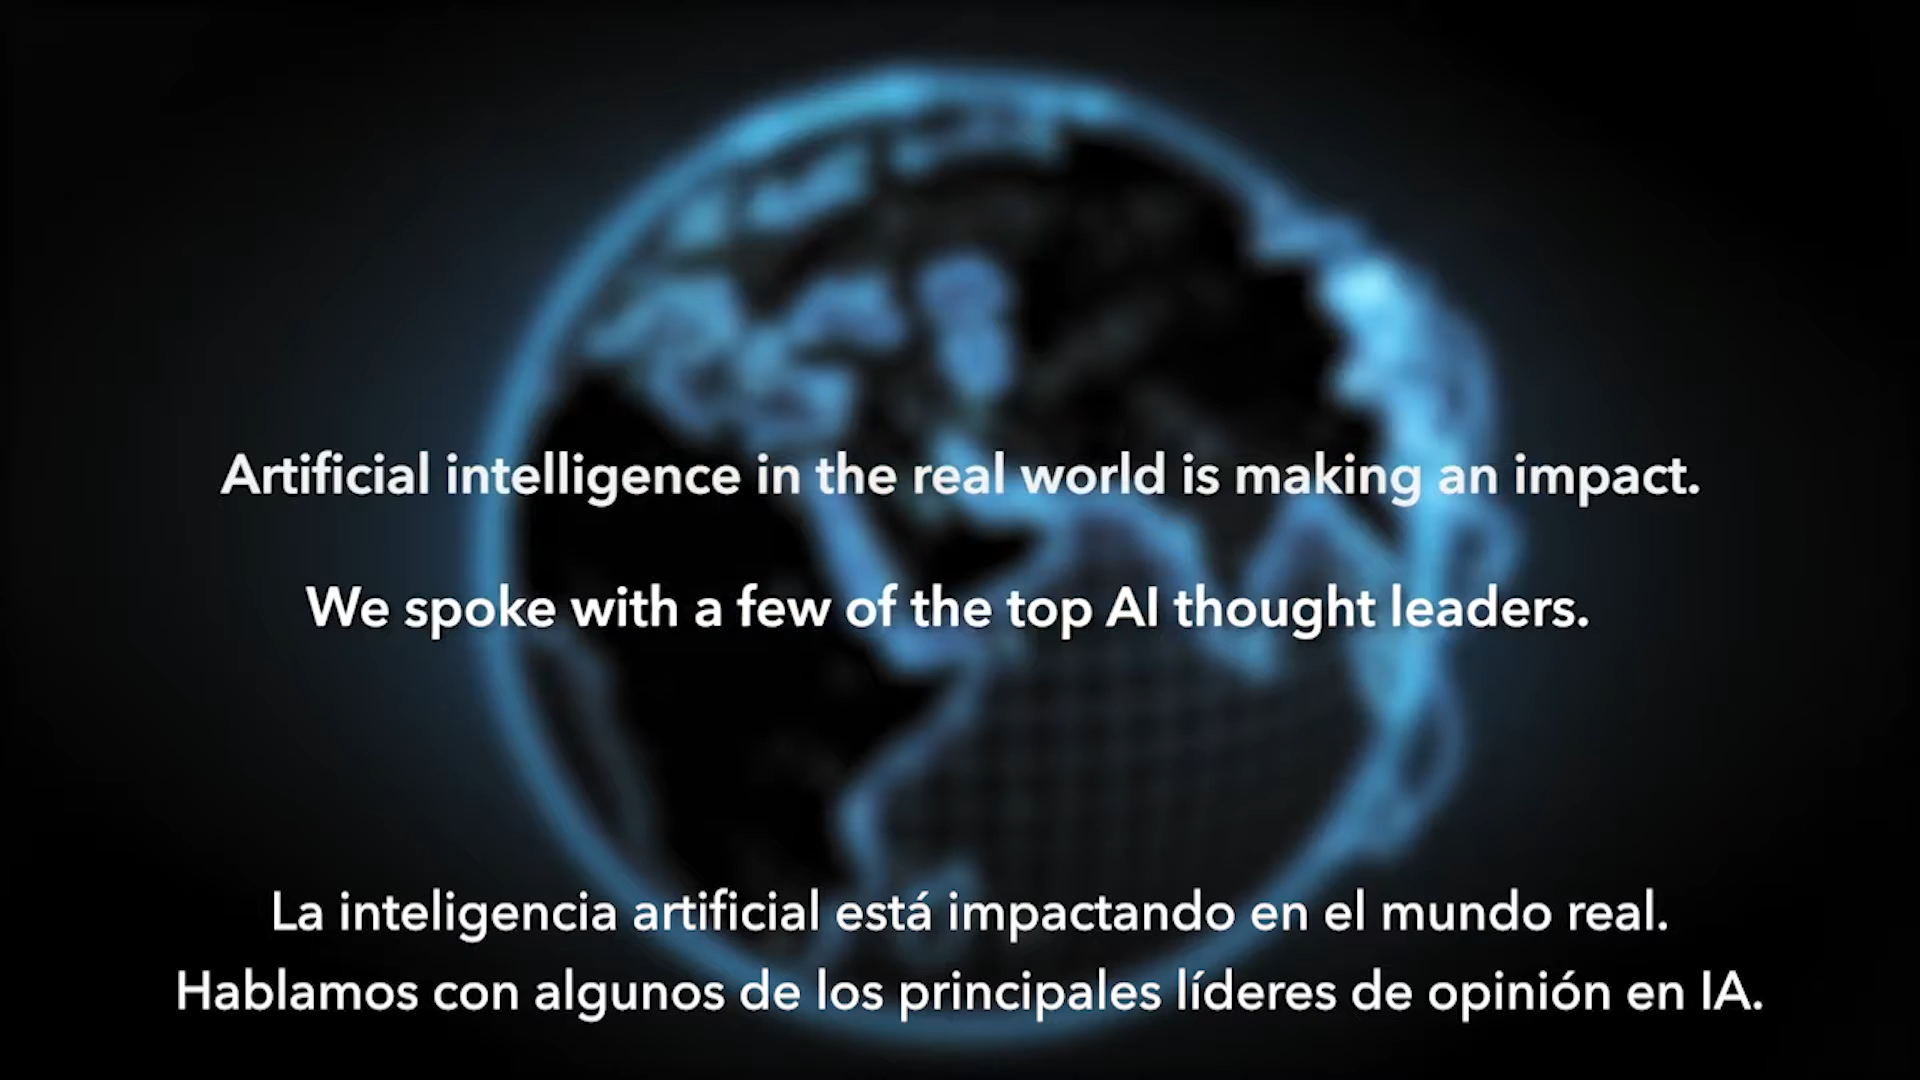 Artificial intelligence in the real world is making an impact.
We spoke with a few of the top AI thought leaders.
La inteligencia artificial está impactando en el mundo real.
Hablamos con algunos de los principales líderes de opinión en IA.